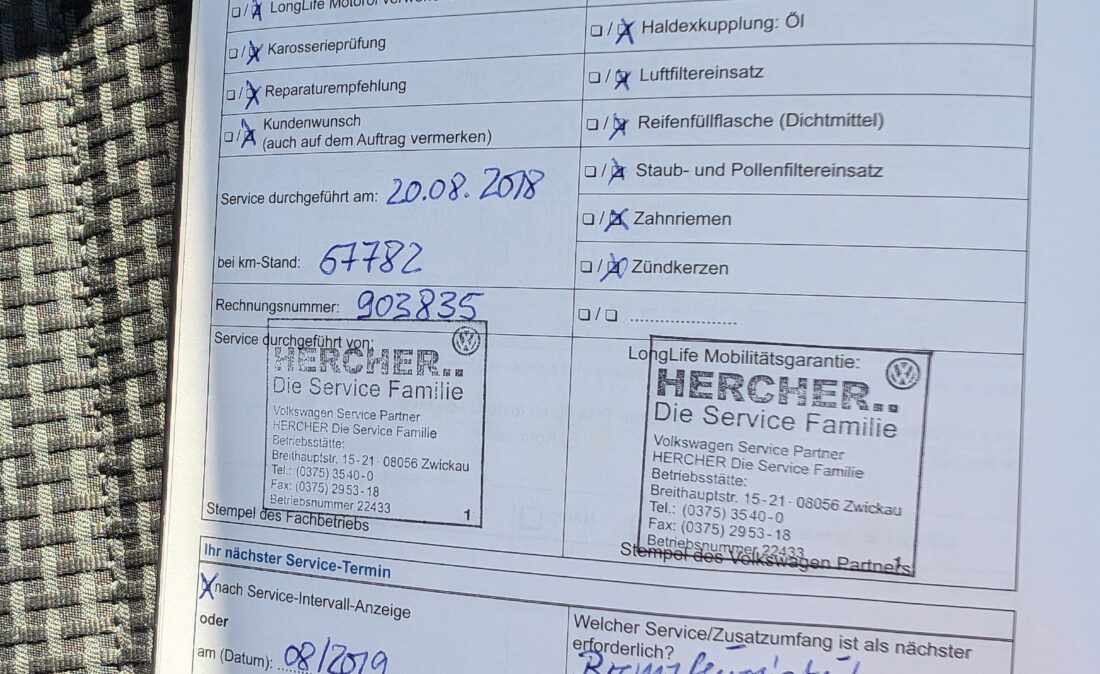 LongLife Motoröl
Karosserieprüfung
Reparaturempfehlung
Kundenwunsch
(auch auf dem Auftrag vermerken)
Service durchgeführt am: 20.08.2018
bei km-Stand: 67782
Rechnungsnummer: 903835
Haldexkupplung: Öl
Luftfiltereinsatz
Reifenfüllflasche (Dichtmittel)
Staub- und Pollenfiltereinsatz
Zahnriemen
Zündkerzen
Service durchgeführt von:
HERCHER..
Die Service Familie
Volkswagen Service Partner
HERCHER Die Service Familie
Betriebsstätte:
Breithauptstr. 15-21 · 08056 Zwickau
Tel.: (0375) 3540-0
Fax: (0375) 2953-18
Betriebsnummer 22433 1
Stempel des Fachbetriebs
LongLife Mobilitätsgarantie:
HERCHER..
Die Service Familie
Volkswagen Service Partner
HERCHER Die Service Familie
Betriebsstätte:
Breithauptstr. 15-21 · 08056 Zwickau
Tel.: (0375) 3540-0
Fax: (0375) 2953-18
Betriebsnummer 22433 1
Stempel des Volkswagen Partners
Ihr nächster Service-Termin
nach Service-Intervall-Anzeige
oder
am (Datum): 08/2019
Welcher Service/Zusatzumfang ist als nächster
erforderlich?